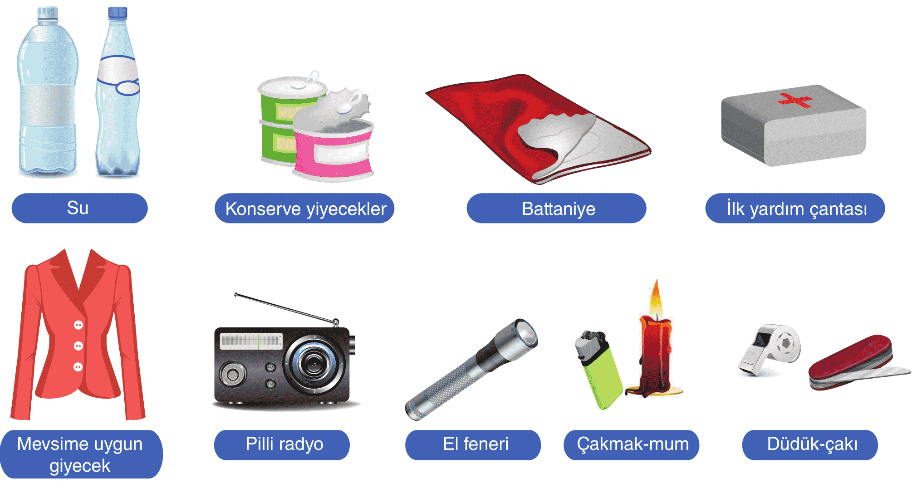 Su
Konserve yiyecekler
Battaniye
İlk yardım çantası
Mevsime uygun
giyecek
Pilli radyo
El feneri
Çakmak-mum
Düdük-çakı